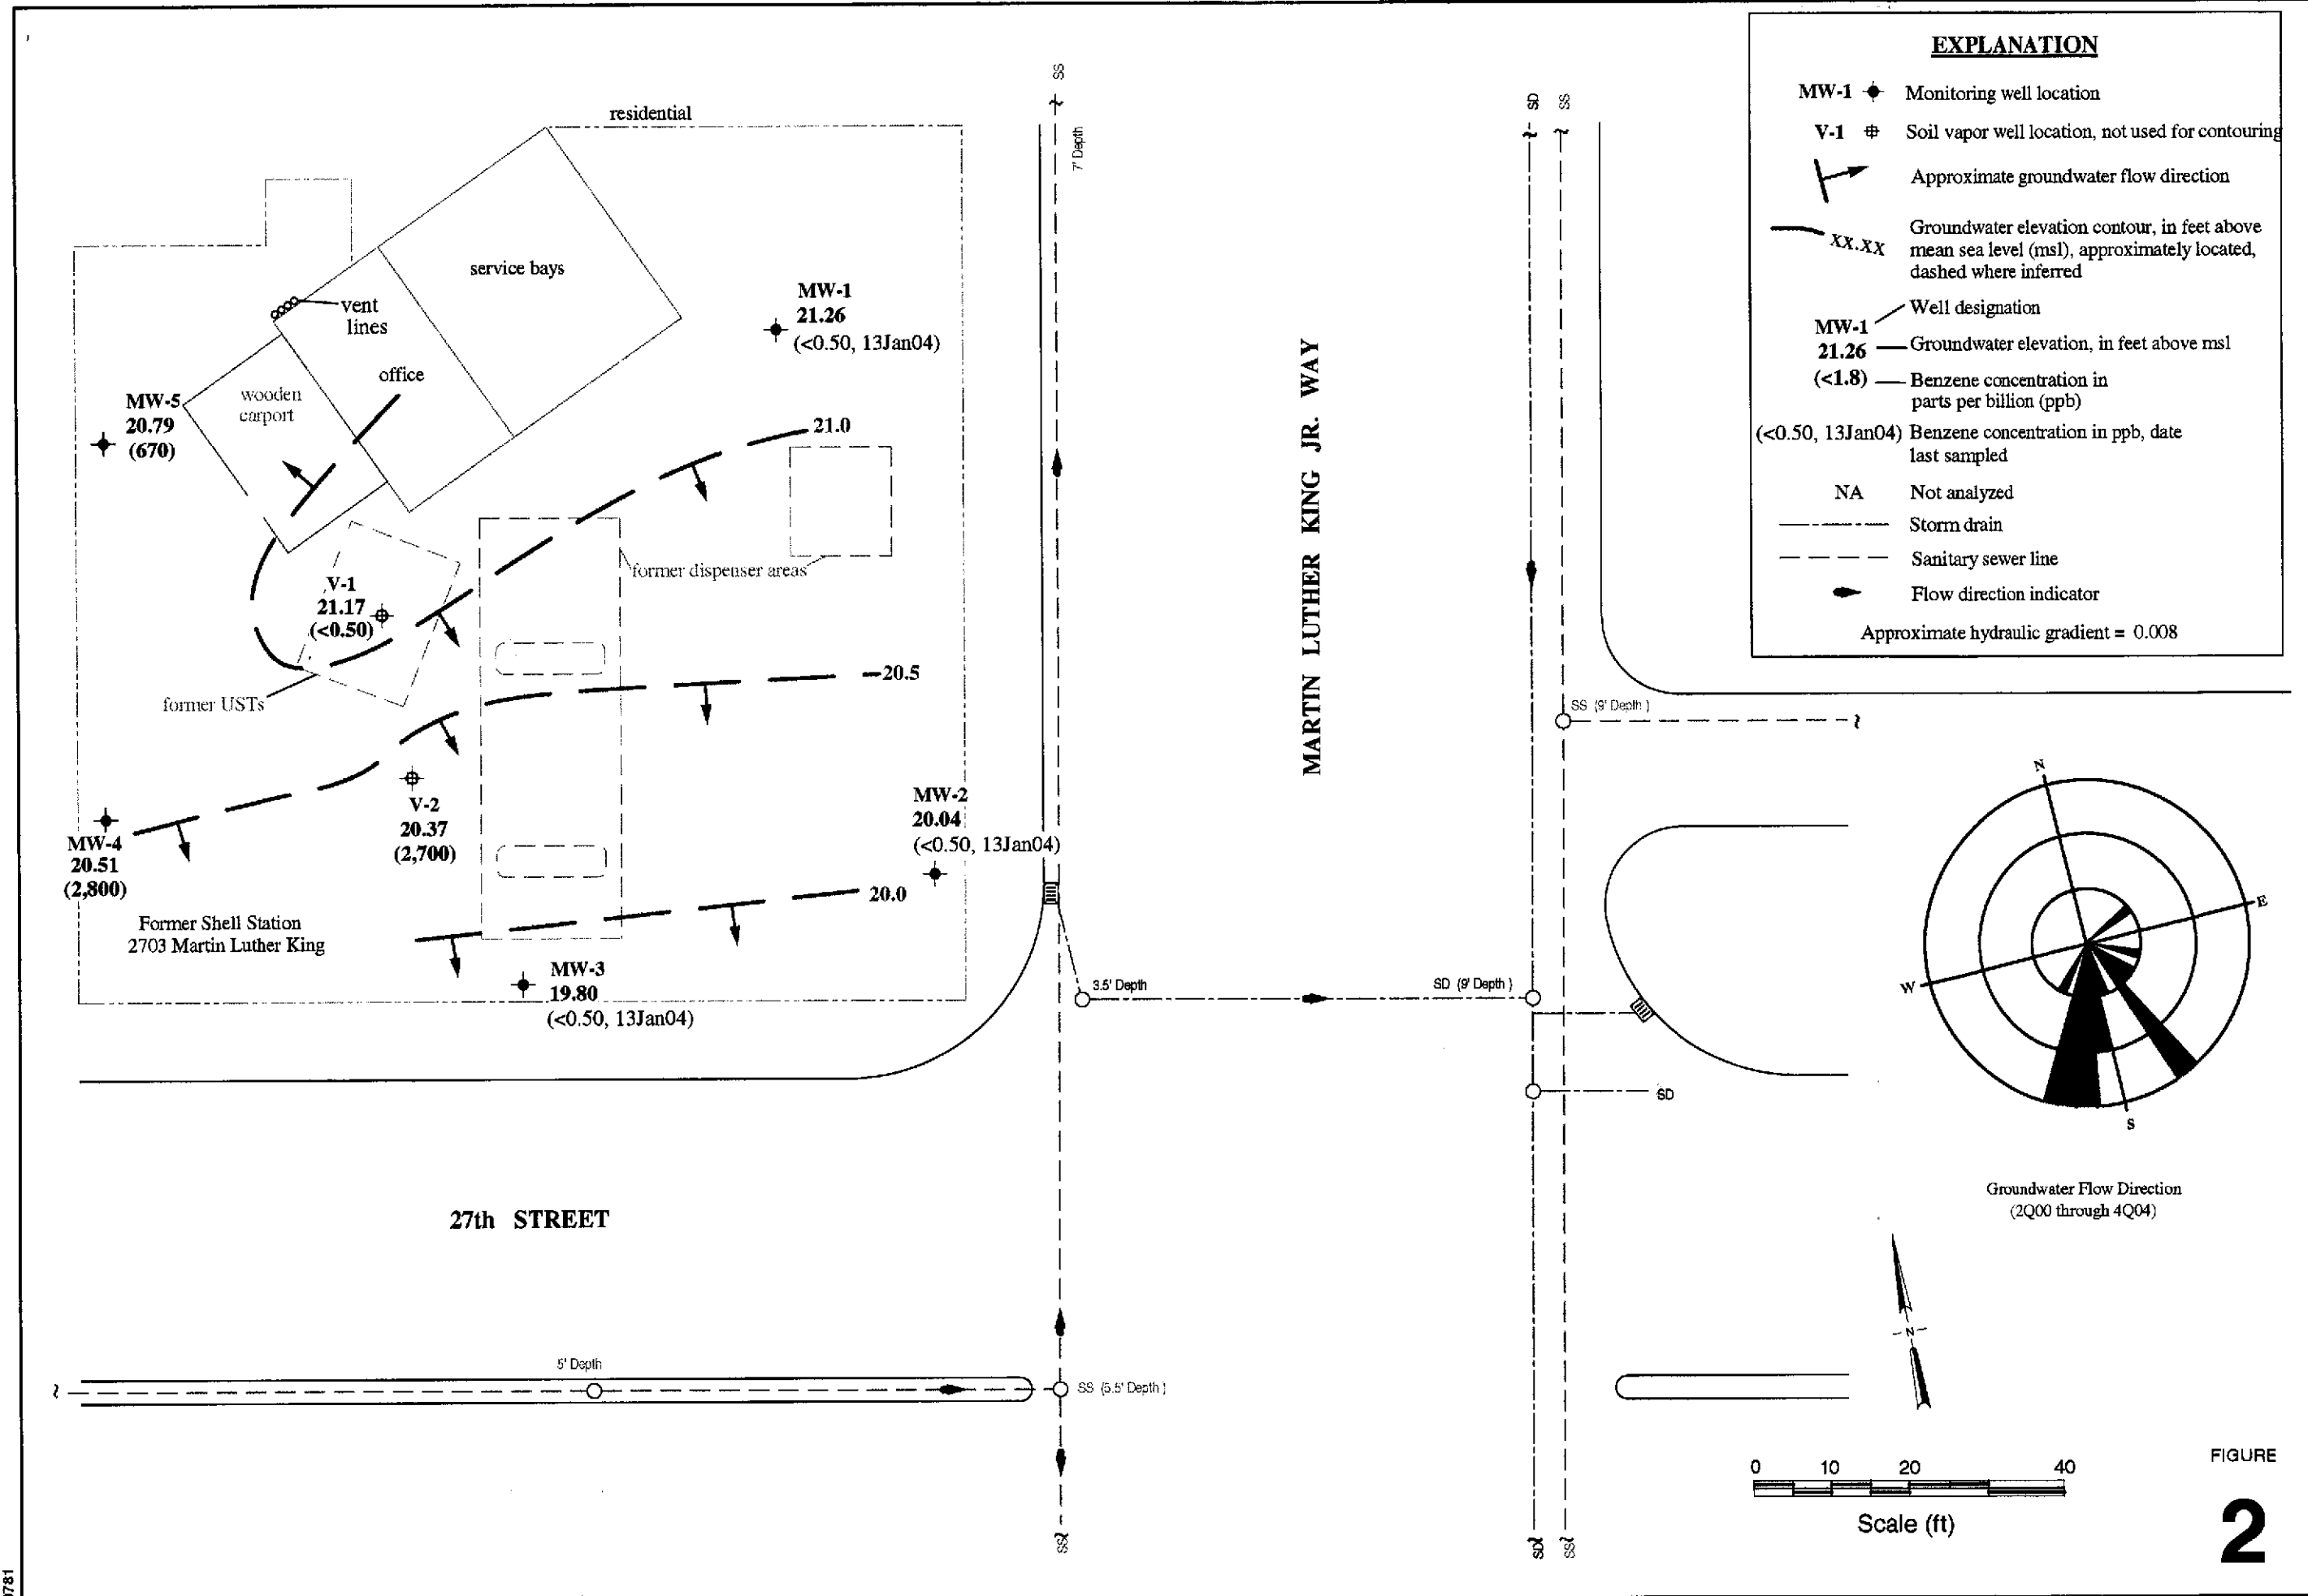 EXPLANATION
MW-1 Monitoring well location
V-1 Soil vapor well location, not used for contouring
Approximate groundwater flow direction
XX.XX
Groundwater elevation contour, in feet above
mean sea level (msl), approximately located,
dashed where inferred
Well designation
MW-1
21.26
Groundwater elevation, in feet above msl
(<1.8)
Benzene concentration in
parts per billion (ppb)
(<0.50, 13Jan04) Benzene concentration in ppb, date
last sampled
NA Not analyzed
Storm drain
Sanitary sewer line
Flow direction indicator
Approximate hydraulic gradient = 0.008
residential
service bays
vent
lines
office
wooden
carport
MW-1
21.26
(<0.50, 13Jan04)
MW-5
20.79
(670)
21.0
former dispenser areas
V-1
21.17
(<0.50)
former USTs
20.5
V-2
20.37
(2,700)
MW-2
20.04
(<0.50, 13Jan04)
MW-4
20.51
(2,800)
20.0
Former Shell Station
2703 Martin Luther King
MW-3
19.80
(<0.50, 13Jan04)
SS
7' Depth
SD
SS
MARTIN LUTHER KING JR. WAY
SS (9' Depth )
3.5' Depth
SD (9' Depth )
SD
27th STREET
5' Depth
SS (5.5' Depth )
SS
SD
SS
N
E
W
S
Groundwater Flow Direction
(2Q00 through 4Q04)
N
0 10 20 40
Scale (ft)
FIGURE
2